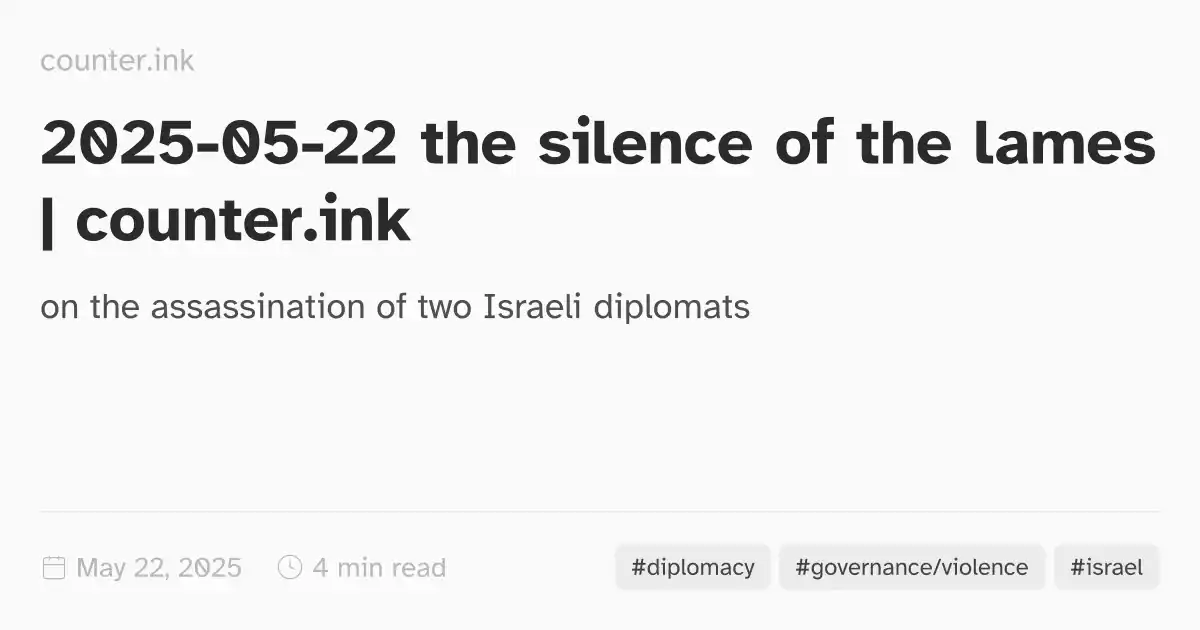 counter.ink
2025-05-22 the silence of the lames
| counter.ink
on the assassination of two Israeli diplomats
May 22, 2025 4 min read #diplomacy #governance/violence #israel